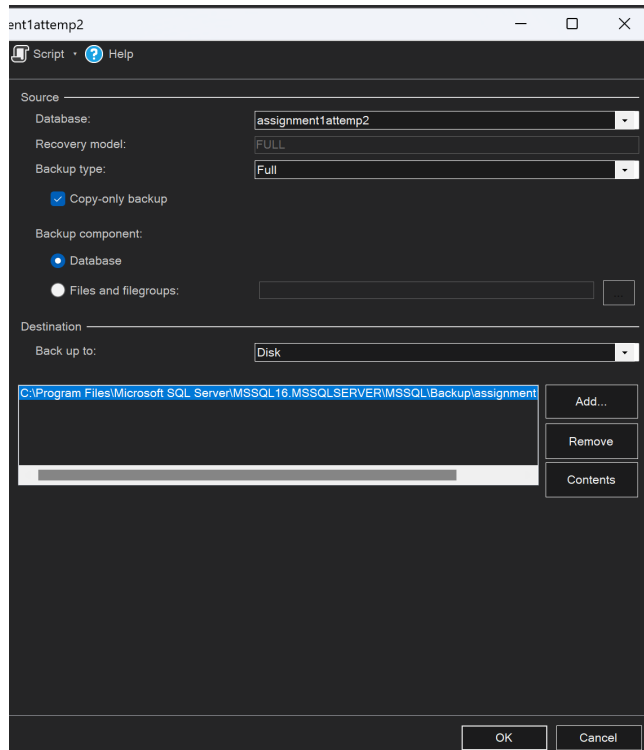 ent1attemp2
Script · Help
Source
Database: assignment1attemp2
Recovery model: FULL
Backup type: Full
Copy-only backup
Backup component:
Database
Files and filegroups: ...
Destination
Back up to: Disk
C:\Program Files\Microsoft SQL Server\MSSQL16.MSSQLSERVER\MSSQL\Backup\assignment
Add...
Remove
Contents
OK Cancel